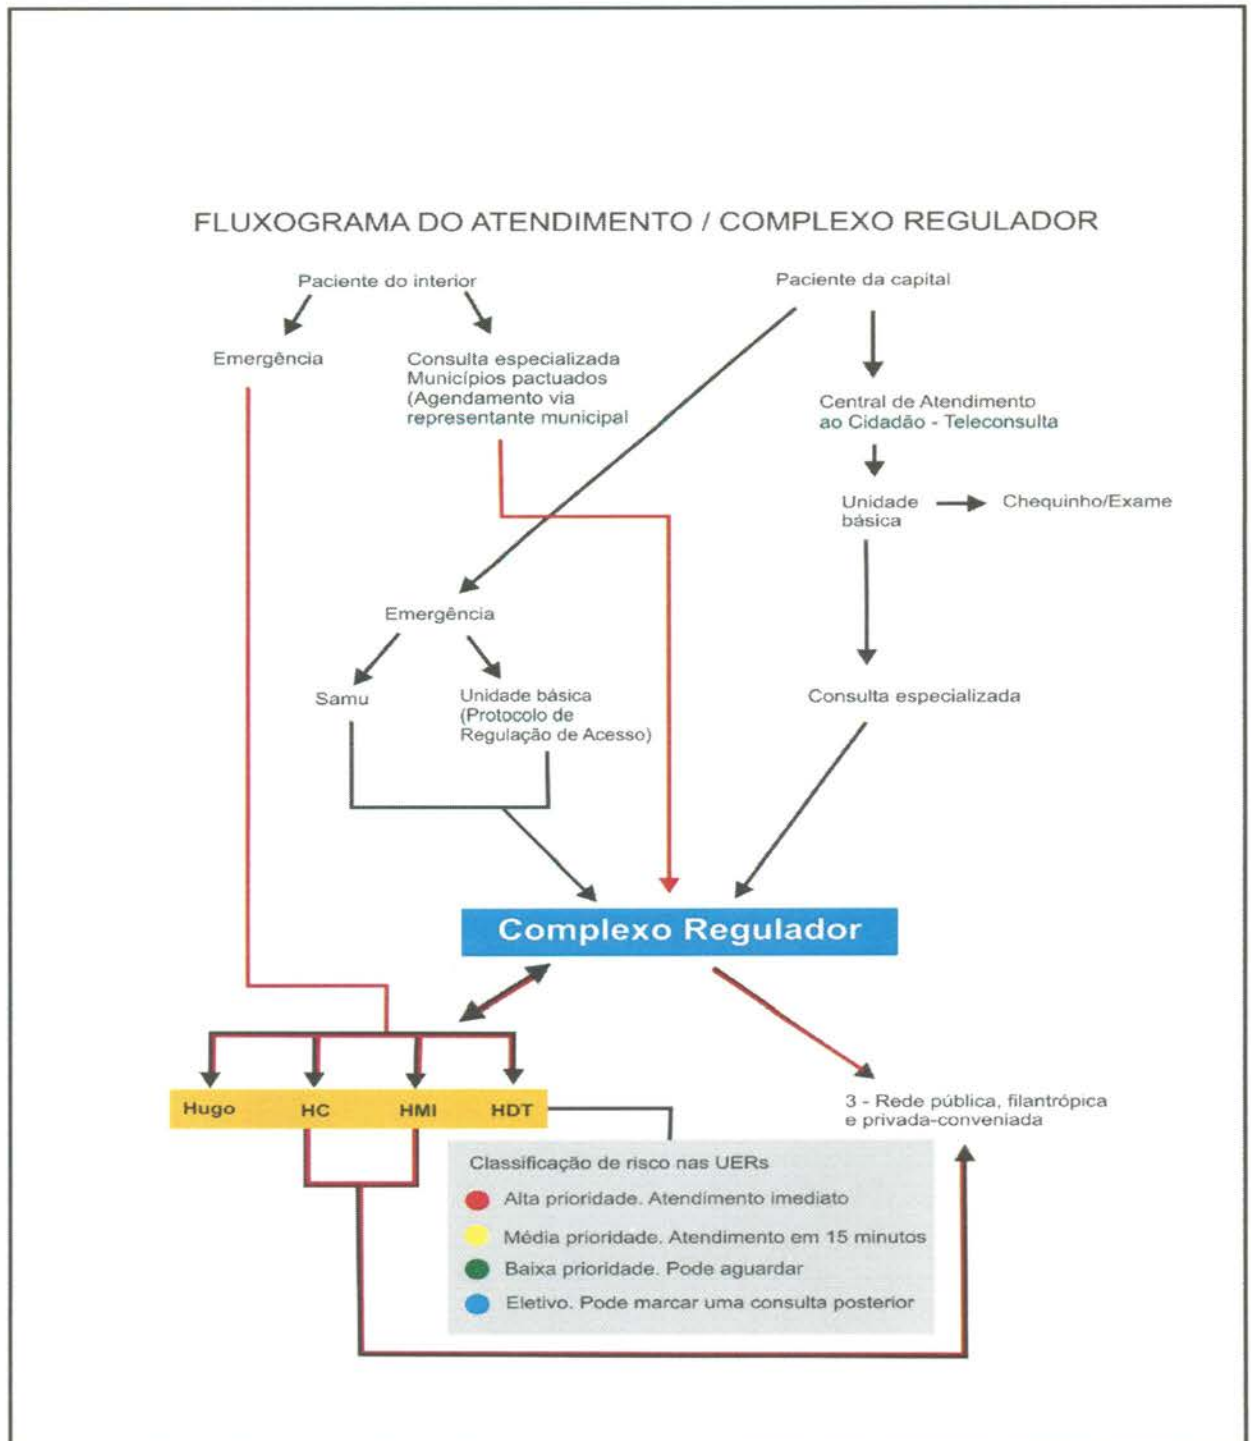 FLUXOGRAMA DO ATENDIMENTO / COMPLEXO REGULADOR
Paciente do interior
Paciente da capital
Emergência
Consulta especializada
Municípios pactuados
(Agendamento via
representante municipal
Central de Atendimento
ao Cidadão - Teleconsulta
Unidade
básica
Chequinho/Exame
Emergência
Samu
Unidade básica
(Protocolo de
Regulação de Acesso)
Consulta especializada
Complexo Regulador
Hugo
HC
HMI
HDT
3 - Rede pública, filantrópica
e privada-conveniada
Classificação de risco nas UERs
Alta prioridade. Atendimento imediato
Média prioridade. Atendimento em 15 minutos
Baixa prioridade. Pode aguardar
Eletivo. Pode marcar uma consulta posterior